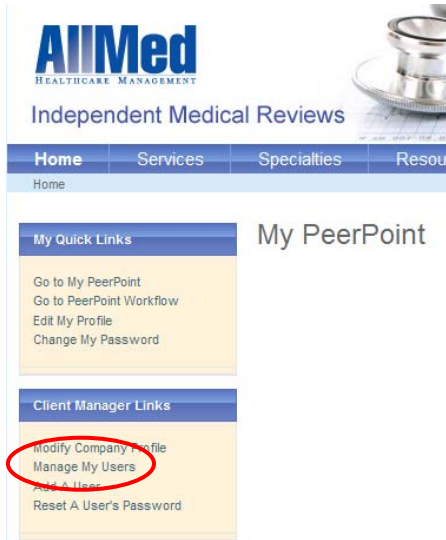 AllMed
HEALTHCARE MANAGEMENT
Independent Medical Reviews
Home Services Specialties Resou
Home
My Quick Links
My PeerPoint
Go to My PeerPoint
Go to PeerPoint Workflow
Edit My Profile
Change My Password
Client Manager Links
Modify Company Profile
Manage My Users
Add A User
Reset A User's Password